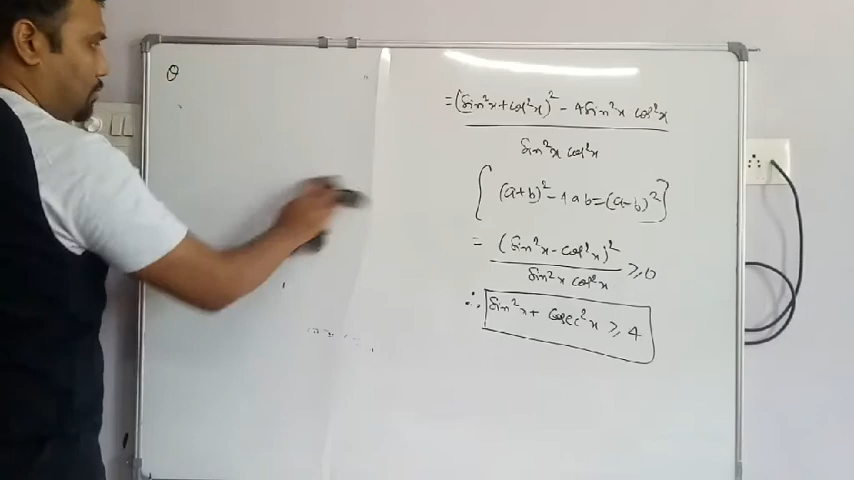 θ
= (Sin²x+cos²x)² - 4Sin²x cos²x
Sin²x cos²x
[ (a+b)² - 4ab=(a-b)² ]
= (Sin²x - cos²x)²
Sin²x cos²x ≥ 0
∴ Sin²x + Cosec²x ≥ 4